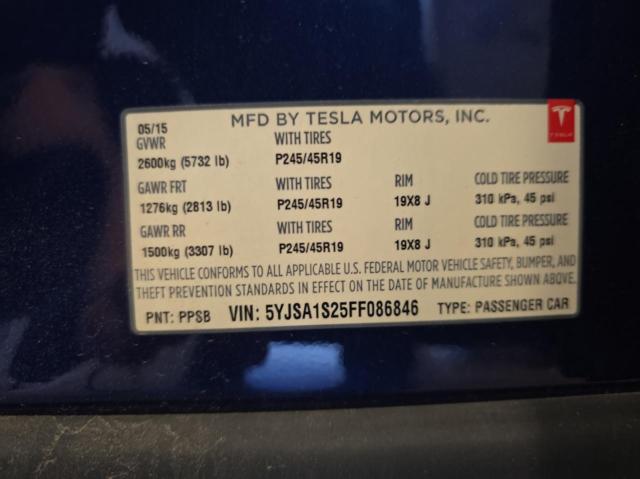 MFD BY TESLA MOTORS, INC.
TESLA
05/15
GVWR WITH TIRES
2600kg (5732 lb) P245/45R19
GAWR FRT WITH TIRES RIM COLD TIRE PRESSURE
1276kg (2813 lb) P245/45R19 19X8 J 310 kPa, 45 psi
GAWR RR WITH TIRES RIM COLD TIRE PRESSURE
1500kg (3307 lb) P245/45R19 19X8 J 310 kPa, 45 psi
THIS VEHICLE CONFORMS TO ALL APPLICABLE U.S. FEDERAL MOTOR VEHICLE SAFETY, BUMPER, AND
THEFT PREVENTION STANDARDS IN EFFECT ON THE DATE OF MANUFACTURE SHOWN ABOVE.
PNT: PPSB VIN: 5YJSA1S25FF086846 TYPE: PASSENGER CAR